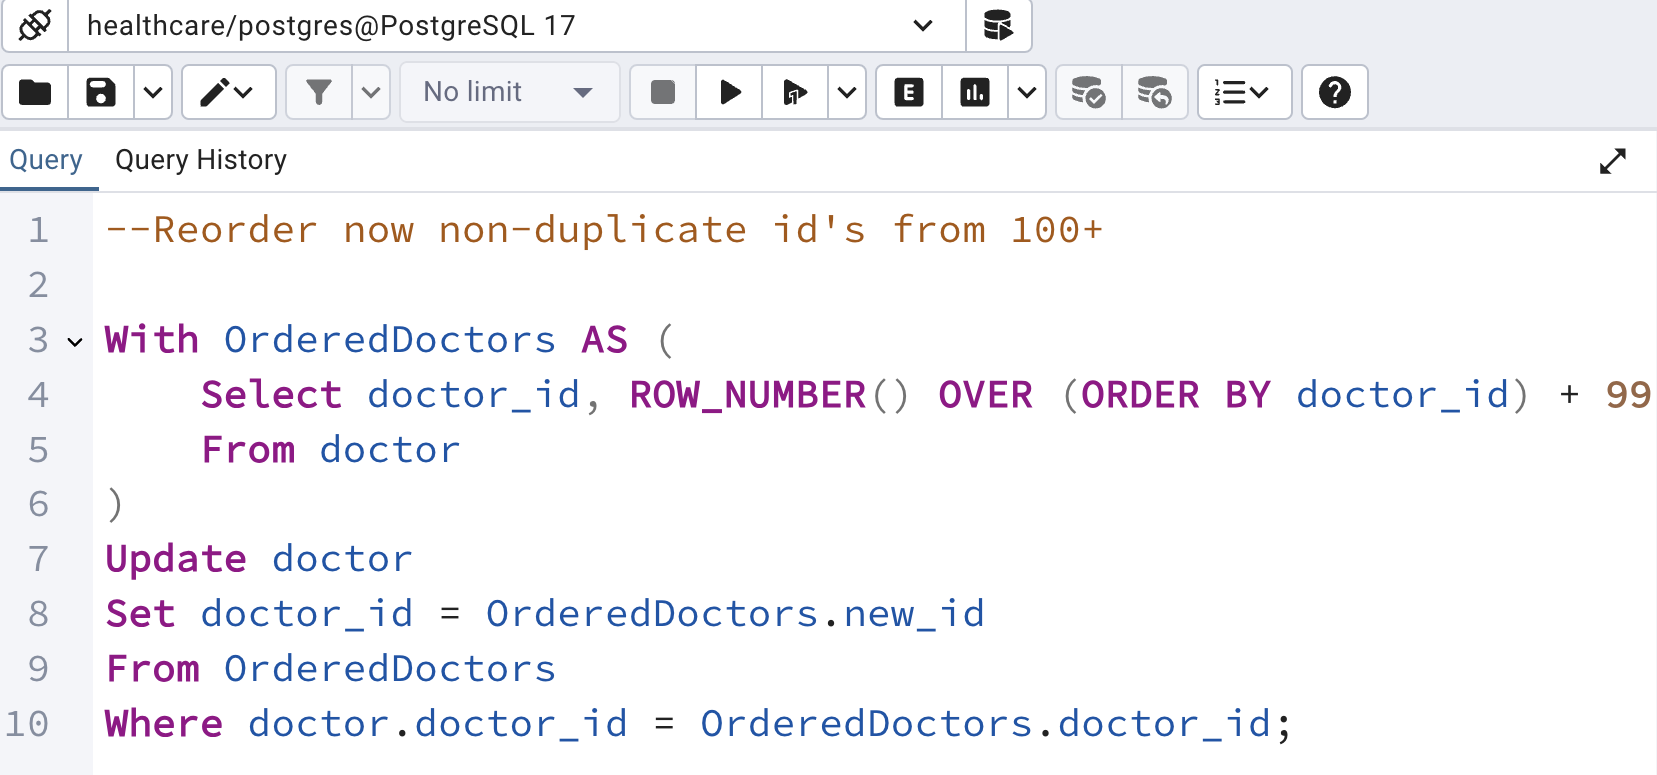 healthcare/postgres@PostgreSQL 17
No limit
Query Query History
1 --Reorder now non-duplicate id's from 100+
2
3 With OrderedDoctors AS (
4 Select doctor_id, ROW_NUMBER() OVER (ORDER BY doctor_id) + 99
5 From doctor
6 )
7 Update doctor
8 Set doctor_id = OrderedDoctors.new_id
9 From OrderedDoctors
10 Where doctor.doctor_id = OrderedDoctors.doctor_id;